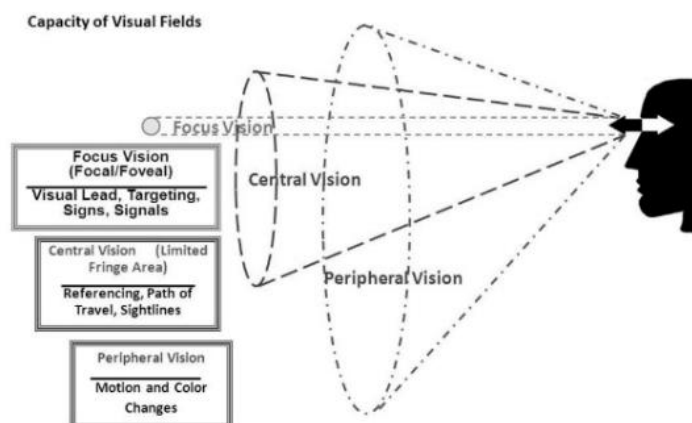 Capacity of Visual Fields
Focus Vision
Central Vision
Peripheral Vision
Focus Vision
(Focal/Foveal)
Visual Lead, Targeting,
Signs, Signals
Central Vision (Limited
Fringe Area)
Referencing, Path of
Travel, Sightlines
Peripheral Vision
Motion and Color
Changes